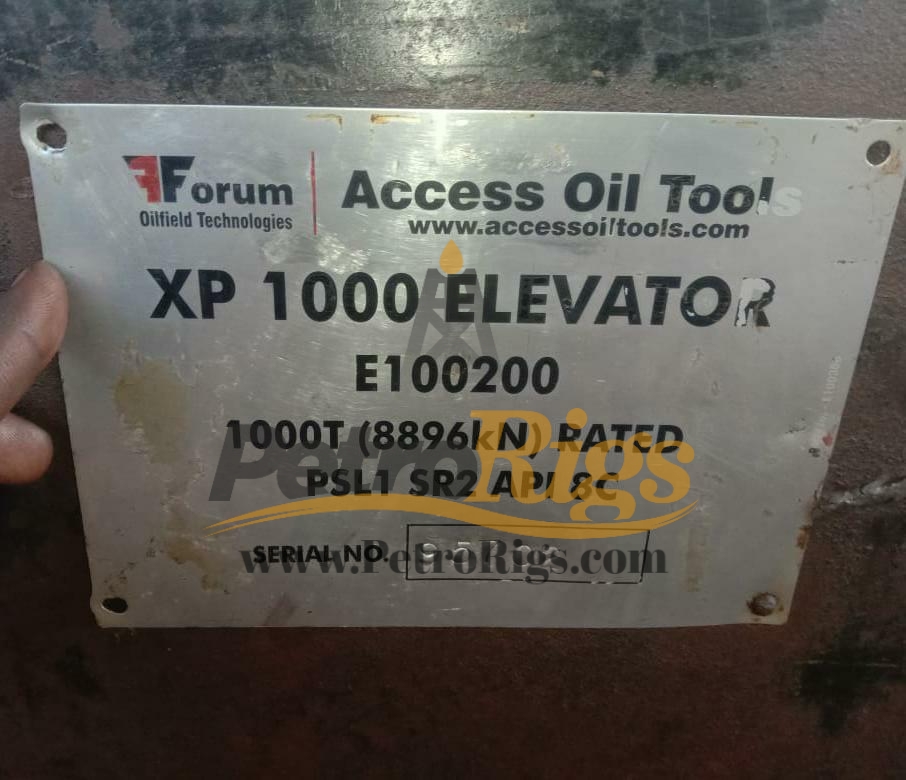 Forum
Oilfield Technologies
Access Oil Tools
www.accessoiltools.com
XP 1000 ELEVATOR
E100200
1000T (8896kN) RATED
PSL1 SR2 API 8C
SERIAL NO.
PetroRigs
www.PetroRigs.com